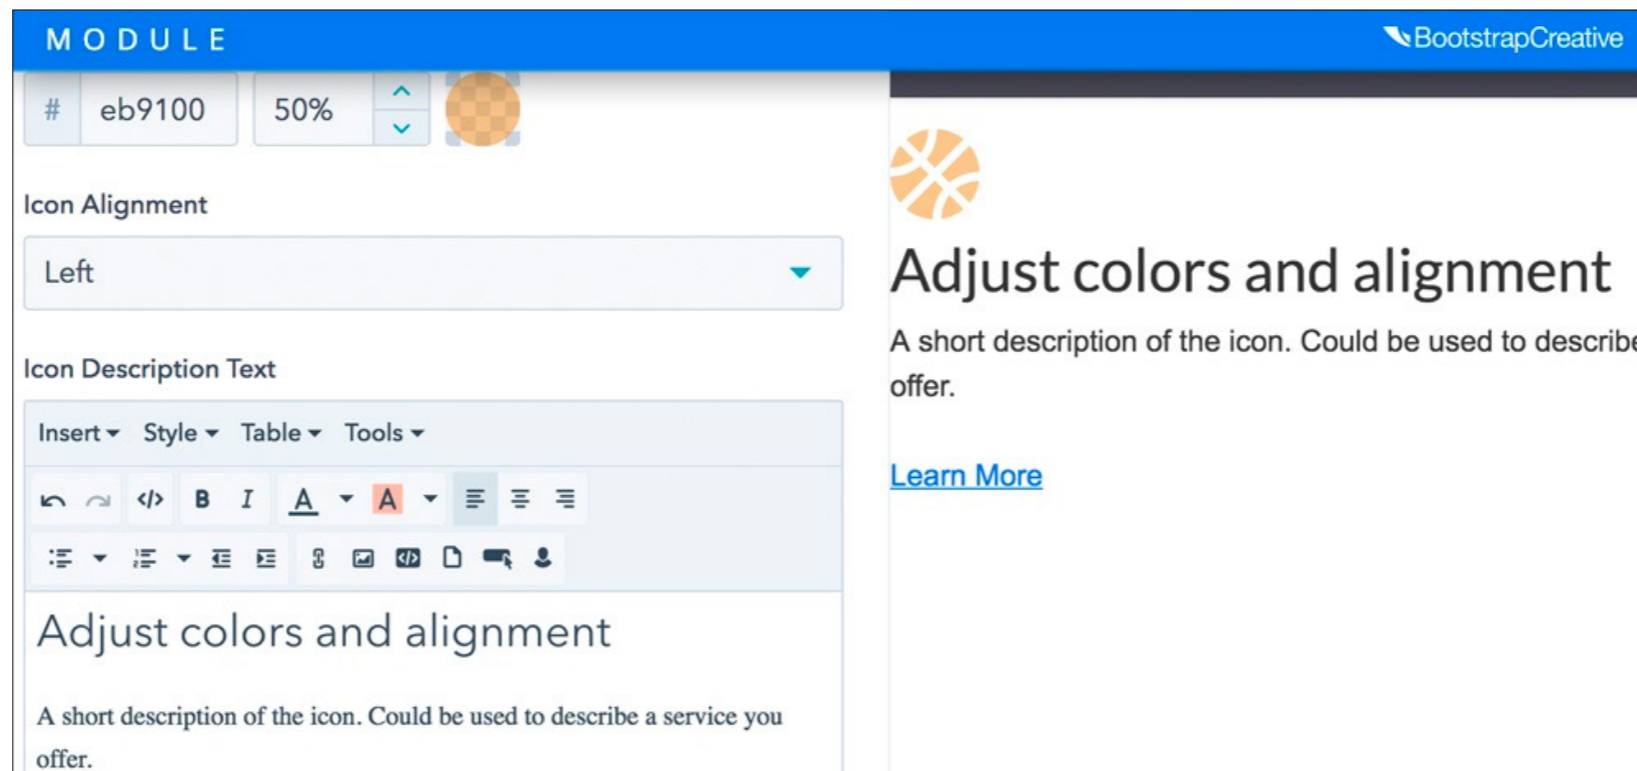 MODULE
BootstrapCreative
# eb9100 50%
Icon Alignment
Left
Icon Description Text
Insert Style Table Tools
B I A A
Adjust colors and alignment
A short description of the icon. Could be used to describe a service you
offer.
Adjust colors and alignment
A short description of the icon. Could be used to describe
offer.
Learn More